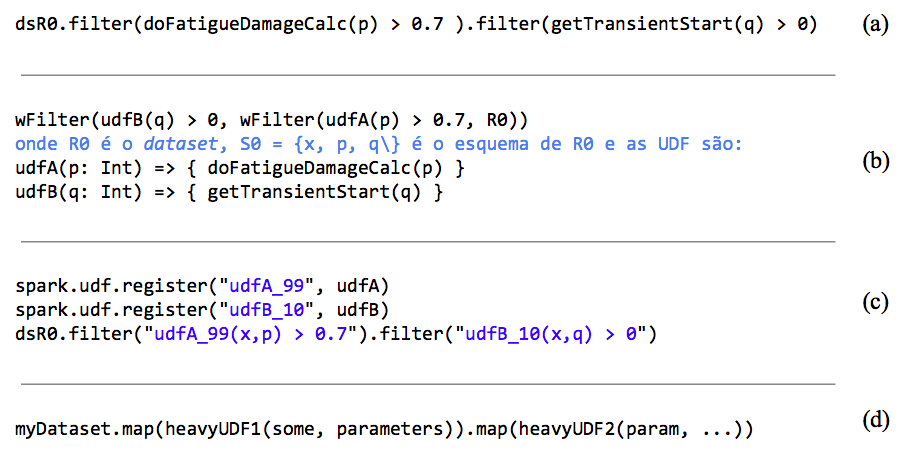 dsR0.filter(doFatigueDamageCalc(p) > 0.7 ).filter(getTransientStart(q) > 0) (a)
wFilter(udfB(q) > 0, wFilter(udfA(p) > 0.7, R0))
onde R0 é o dataset, S0 = {x, p, q\} é o esquema de R0 e as UDF são:
(b)
udfA(p: Int) => { doFatigueDamageCalc(p) }
udfB(q: Int) => { getTransientStart(q) }
spark.udf.register("udfA_99", udfA)
spark.udf.register("udfB_10", udfB) (c)
dsR0.filter("udfA_99(x,p) > 0.7").filter("udfB_10(x,q) > 0")
myDataset.map(heavyUDF1(some, parameters)).map(heavyUDF2(param, ...)) (d)